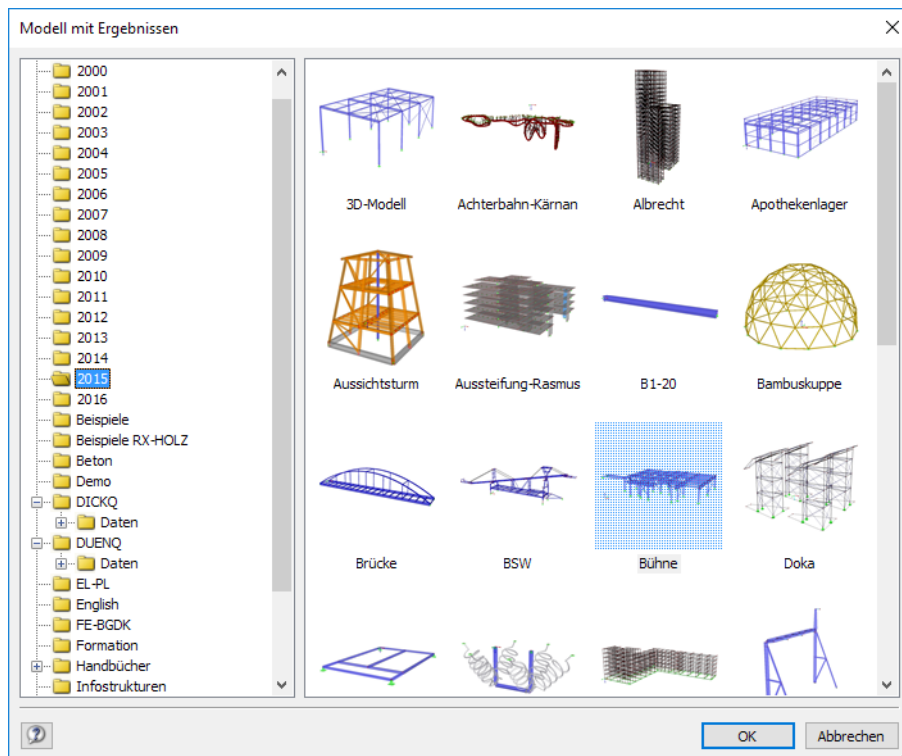 Modell mit Ergebnissen
2000
2001
2002
2003
2004
2005
2006
2007
2008
2009
2010
2011
2012
2013
2014
2015
2016
Beispiele
Beispiele RX-HOLZ
Beton
Demo
DICKQ
Daten
DUENQ
Daten
EL-PL
English
FE-BGDK
Formation
Handbücher
Infostrukturen
3D-Modell
Achterbahn-Kärnan
Albrecht
Apothekenlager
Aussichtsturm
Aussteifung-Rasmus
B1-20
Bambuskuppe
Brücke
BSW
Bühne
Doka
OK
Abbrechen